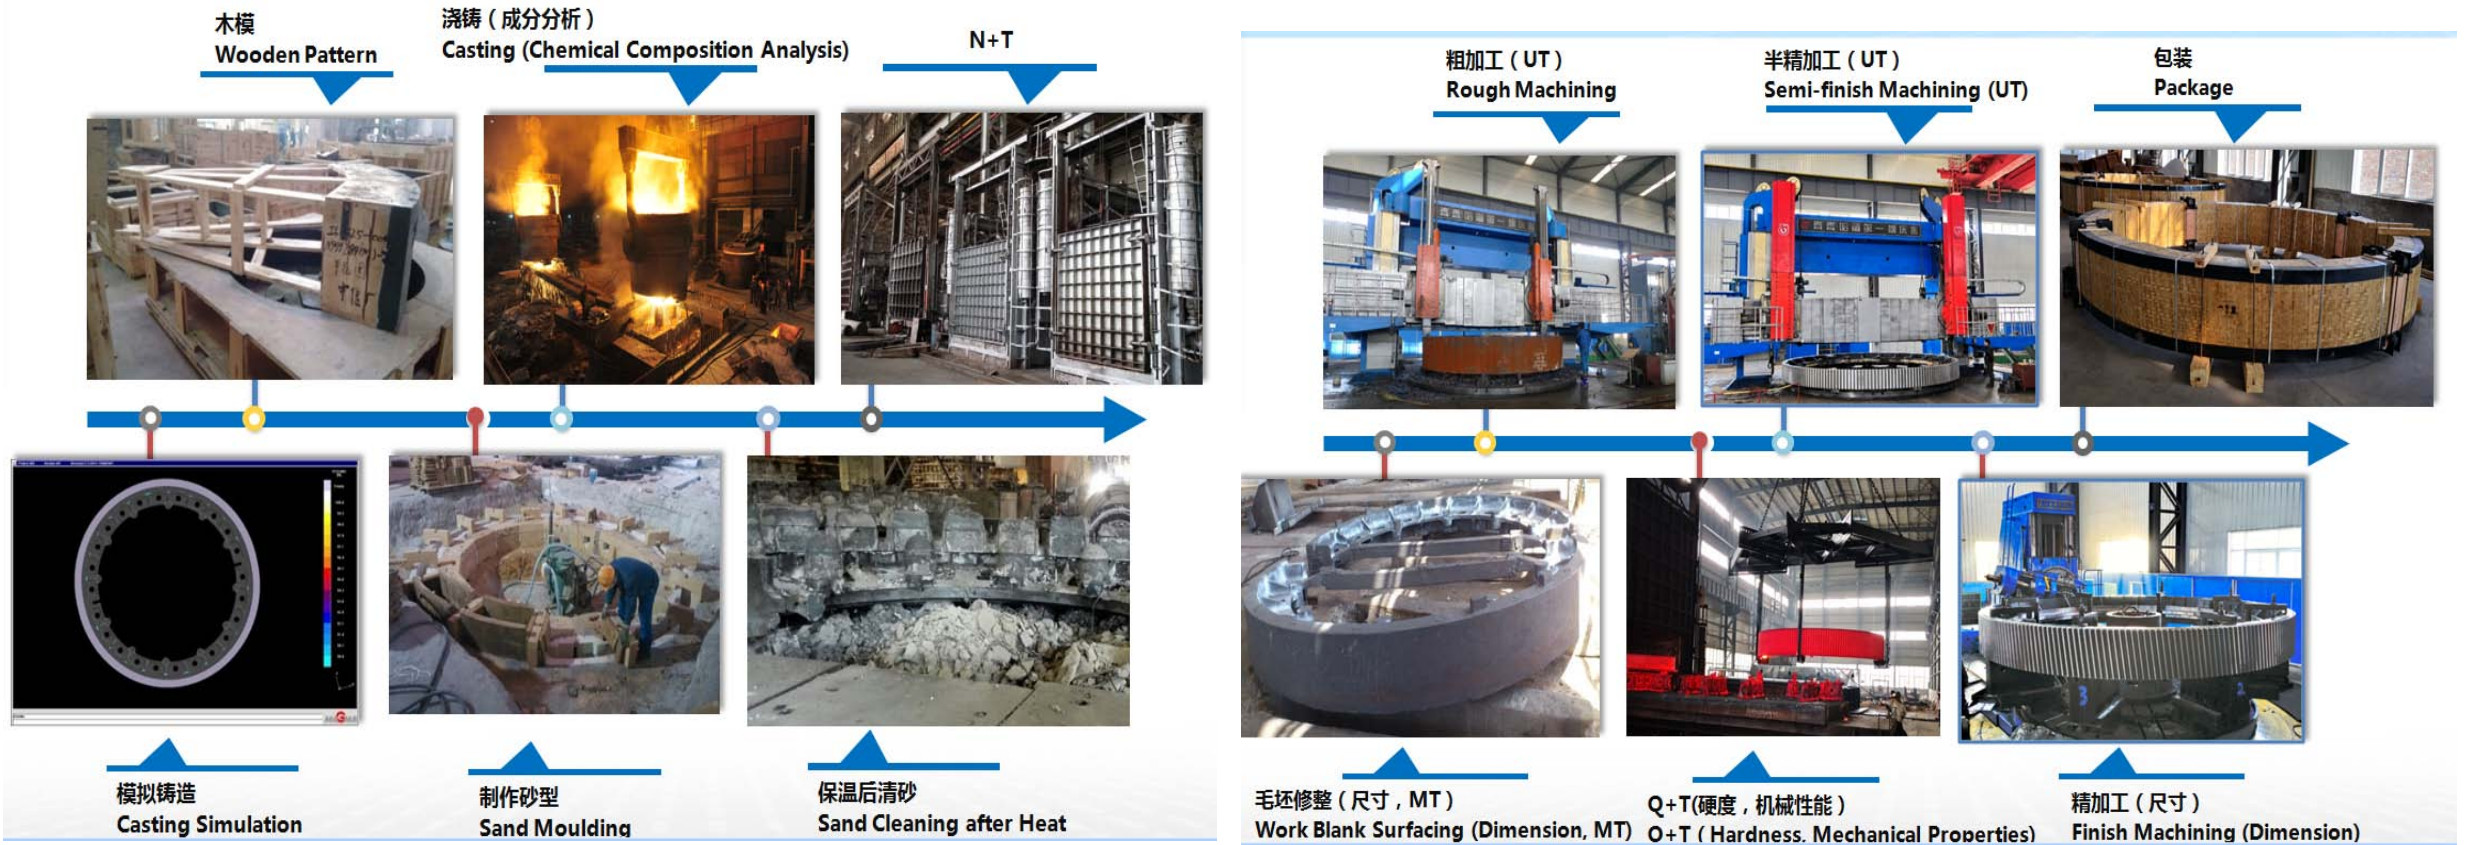 木模
Wooden Pattern
浇铸（成分分析）
Casting (Chemical Composition Analysis)
N+T
模拟铸造
Casting Simulation
制作砂型
Sand Moulding
保温后清砂
Sand Cleaning after Heat
粗加工（UT）
Rough Machining
半精加工（UT）
Semi-finish Machining (UT)
包装
Package
毛坯修整（尺寸，MT）
Work Blank Surfacing (Dimension, MT)
Q+T(硬度，机械性能）
Q+T ( Hardness, Mechanical Properties)
3
2
精加工（尺寸）
Finish Machining (Dimension)